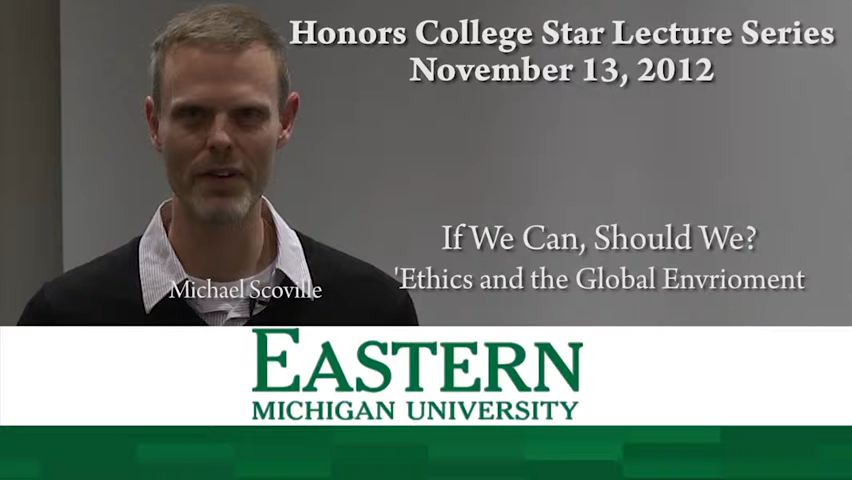 Honors College Star Lecture Series
November 13, 2012
If We Can, Should We?
'Ethics and the Global Envrioment
Michael Scoville
EASTERN
MICHIGAN UNIVERSITY